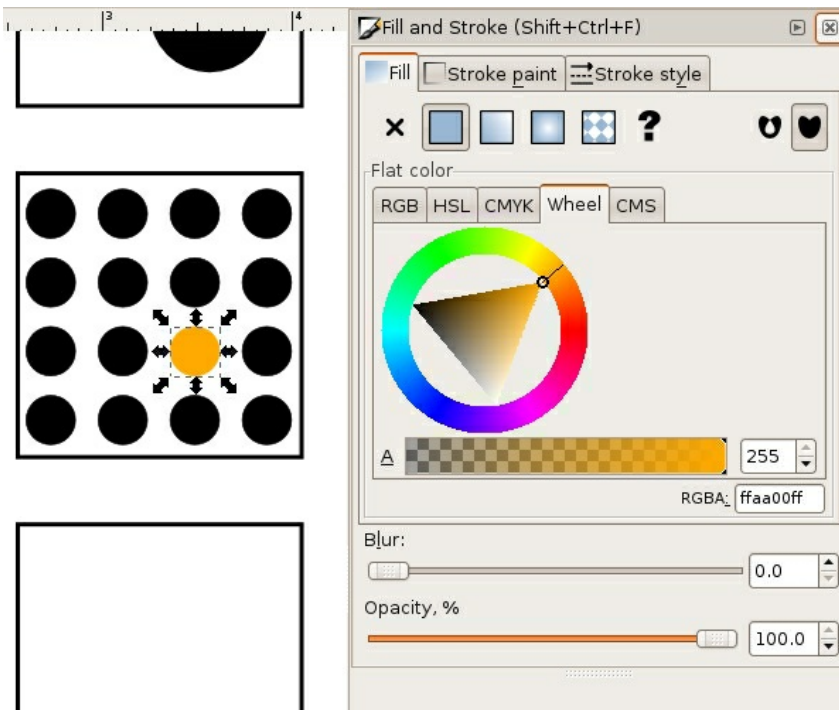 3
4
Fill and Stroke (Shift+Ctrl+F)
Fill Stroke paint Stroke style
?
Flat color
RGB HSL CMYK Wheel CMS
A 255
RGBA: ffaa00ff
Blur:
0.0
Opacity, %
100.0